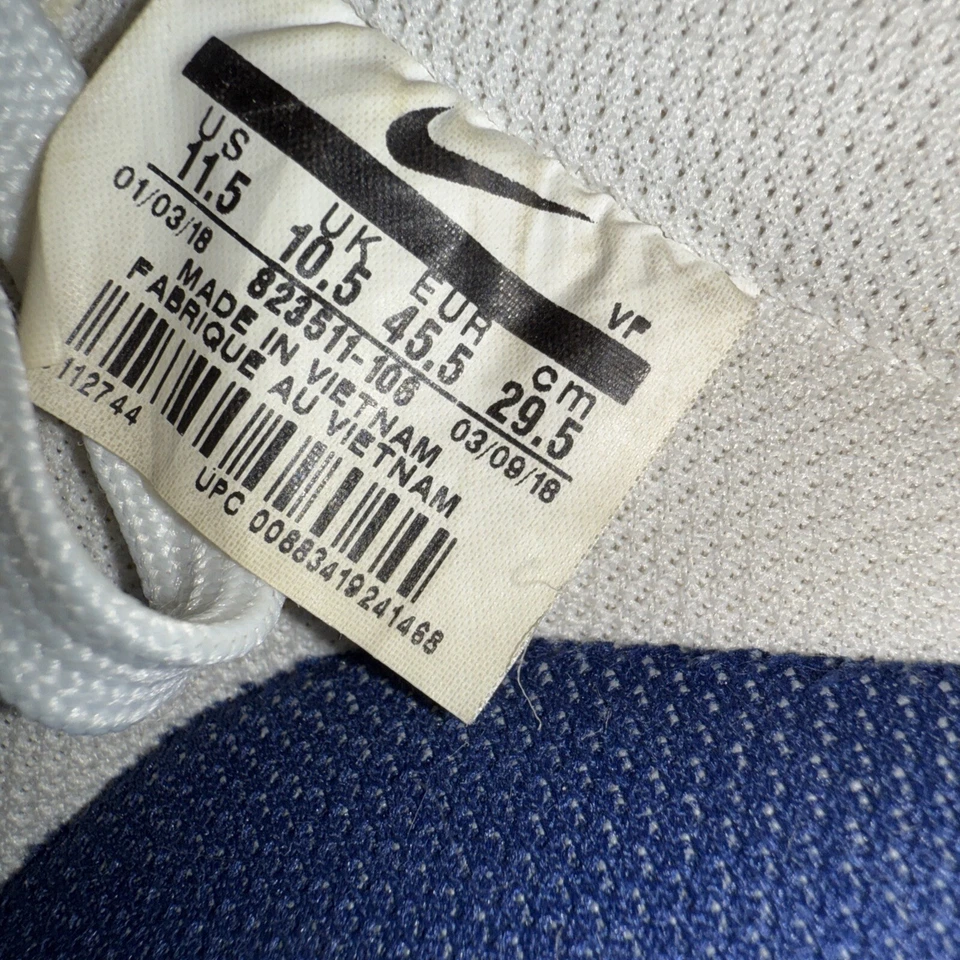 VF
US UK EUR cm
11.5 10.5 45.5 29.5
01/03/18 823511-106 03/09/18
MADE IN VIETNAM
FABRIQUE AU VIETNAM
112744
UPC 00883419241468